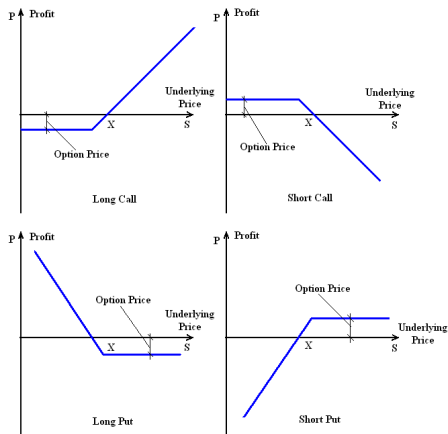 P Profit
Underlying
Price
X
S
Option Price
Long Call
P Profit
Underlying
Price
X
S
Option Price
Short Call
P Profit
Option Price
Underlying
Price
X
S
Long Put
P Profit
Option Price
Underlying
Price
X
S
Short Put